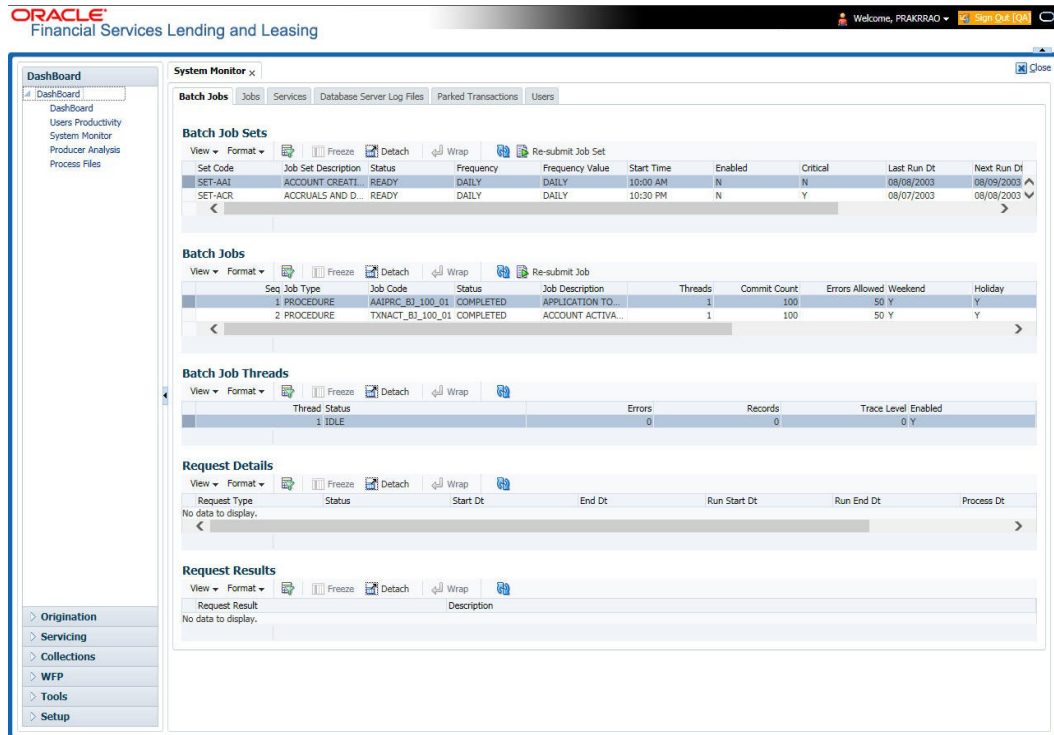 ORACLE
Financial Services Lending and Leasing
Welcome, PRAKRRAO
Sign Out [QA]
DashBoard
DashBoard
DashBoard
Users Productivity
System Monitor
Producer Analysis
Process Files
Origination
Servicing
Collections
WFP
Tools
Setup
System Monitor
Close
Batch Jobs Jobs Services Database Server Log Files Parked Transactions Users
Batch Job Sets
View Format Freeze Detach Wrap Re-submit Job Set
Set Code Job Set Description Status Frequency Frequency Value Start Time Enabled Critical Last Run Dt Next Run Dt
SET-AAI ACCOUNT CREATI... READY DAILY DAILY 10:00 AM N N 08/08/2003 08/09/2003
SET-ACR ACCRUALS AND D... READY DAILY DAILY 10:30 PM N Y 08/07/2003 08/08/2003
Batch Jobs
View Format Freeze Detach Wrap Re-submit Job
Seq Job Type Job Code Status Job Description Threads Commit Count Errors Allowed Weekend Holiday
1 PROCEDURE AAIPRC_BJ_100_01 COMPLETED APPLICATION TO... 1 100 50 Y Y
2 PROCEDURE TXNACT_BJ_100_01 COMPLETED ACCOUNT ACTIVA... 1 100 50 Y Y
Batch Job Threads
View Format Freeze Detach Wrap
Thread Status Errors Records Trace Level Enabled
1 IDLE 0 0 0 Y
Request Details
View Format Freeze Detach Wrap
Request Type Status Start Dt End Dt Run Start Dt Run End Dt Process Dt
No data to display.
Request Results
View Format Freeze Detach Wrap
Request Result Description
No data to display.